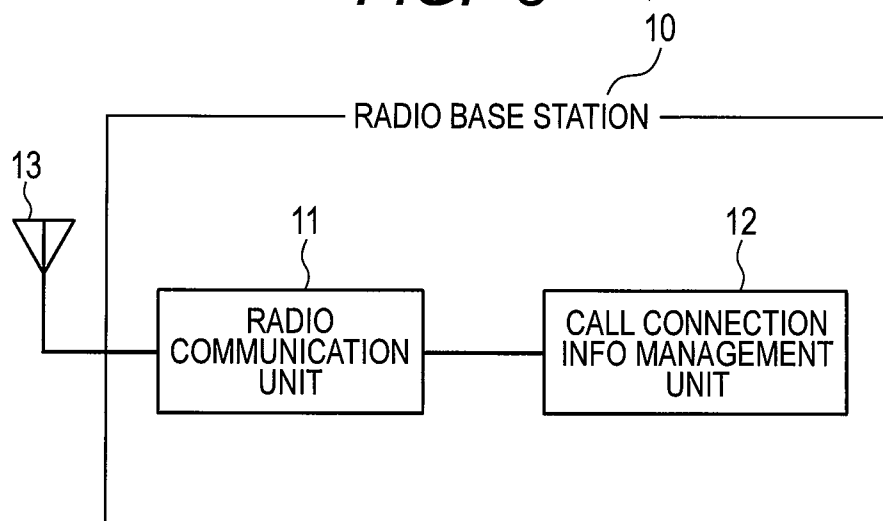 10
RADIO BASE STATION
13
11
12
RADIO
COMMUNICATION
UNIT
CALL CONNECTION
INFO MANAGEMENT
UNIT